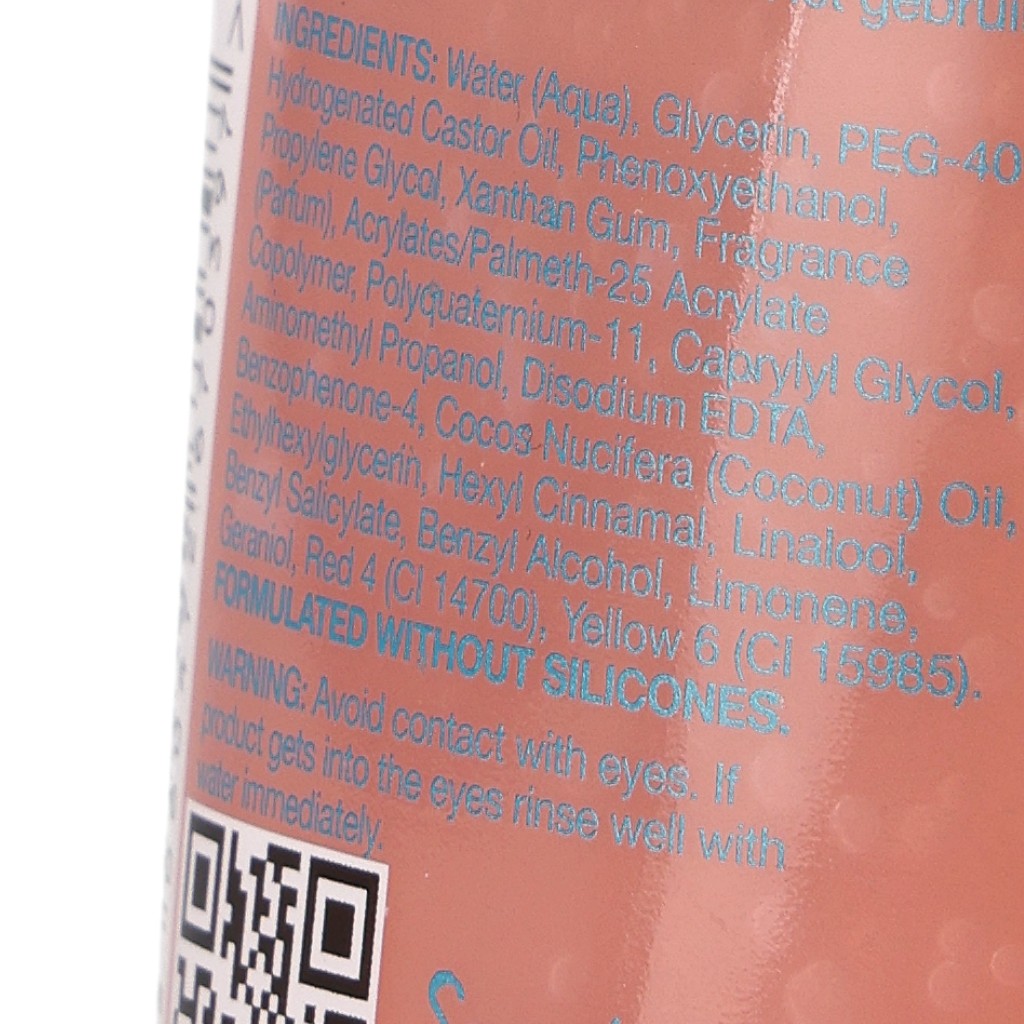 gebrui
INGREDIENTS: Water (Aqua), Glycerin, PEG-40
Hydrogenated Castor Oil, Phenoxyethanol,
Propylene Glycol, Xanthan Gum, Fragrance
(Parfum), Acrylates/Palmeth-25 Acrylate
Copolymer, Polyquaternium-11, Caprylyl Glycol,
Aminomethyl Propanol, Disodium EDTA,
Benzophenone-4, Cocos Nucifera (Coconut) Oil,
Ethylhexylglycerin, Hexyl Cinnamal, Linalool,
Benzyl Salicylate, Benzyl Alcohol, Limonene,
Geraniol, Red 4 (CI 14700), Yellow 6 (CI 15985).
FORMULATED WITHOUT SILICONES.
WARNING: Avoid contact with eyes. If
product gets into the eyes rinse well with
water immediately.